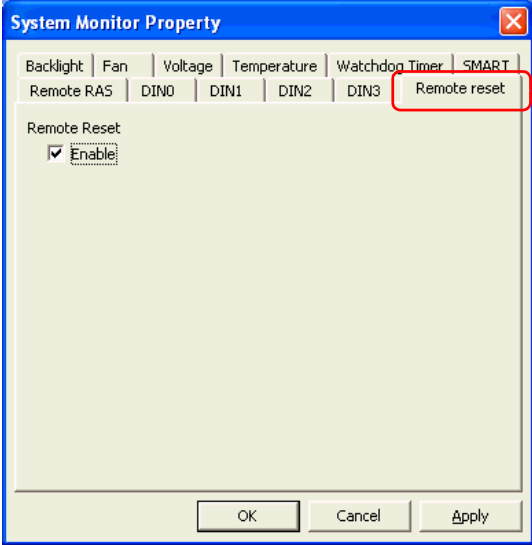 System Monitor Property
Backlight Fan Voltage Temperature Watchdog Timer SMART
Remote RAS DIN0 DIN1 DIN2 DIN3 Remote reset
Remote Reset
Enable
OK Cancel Apply